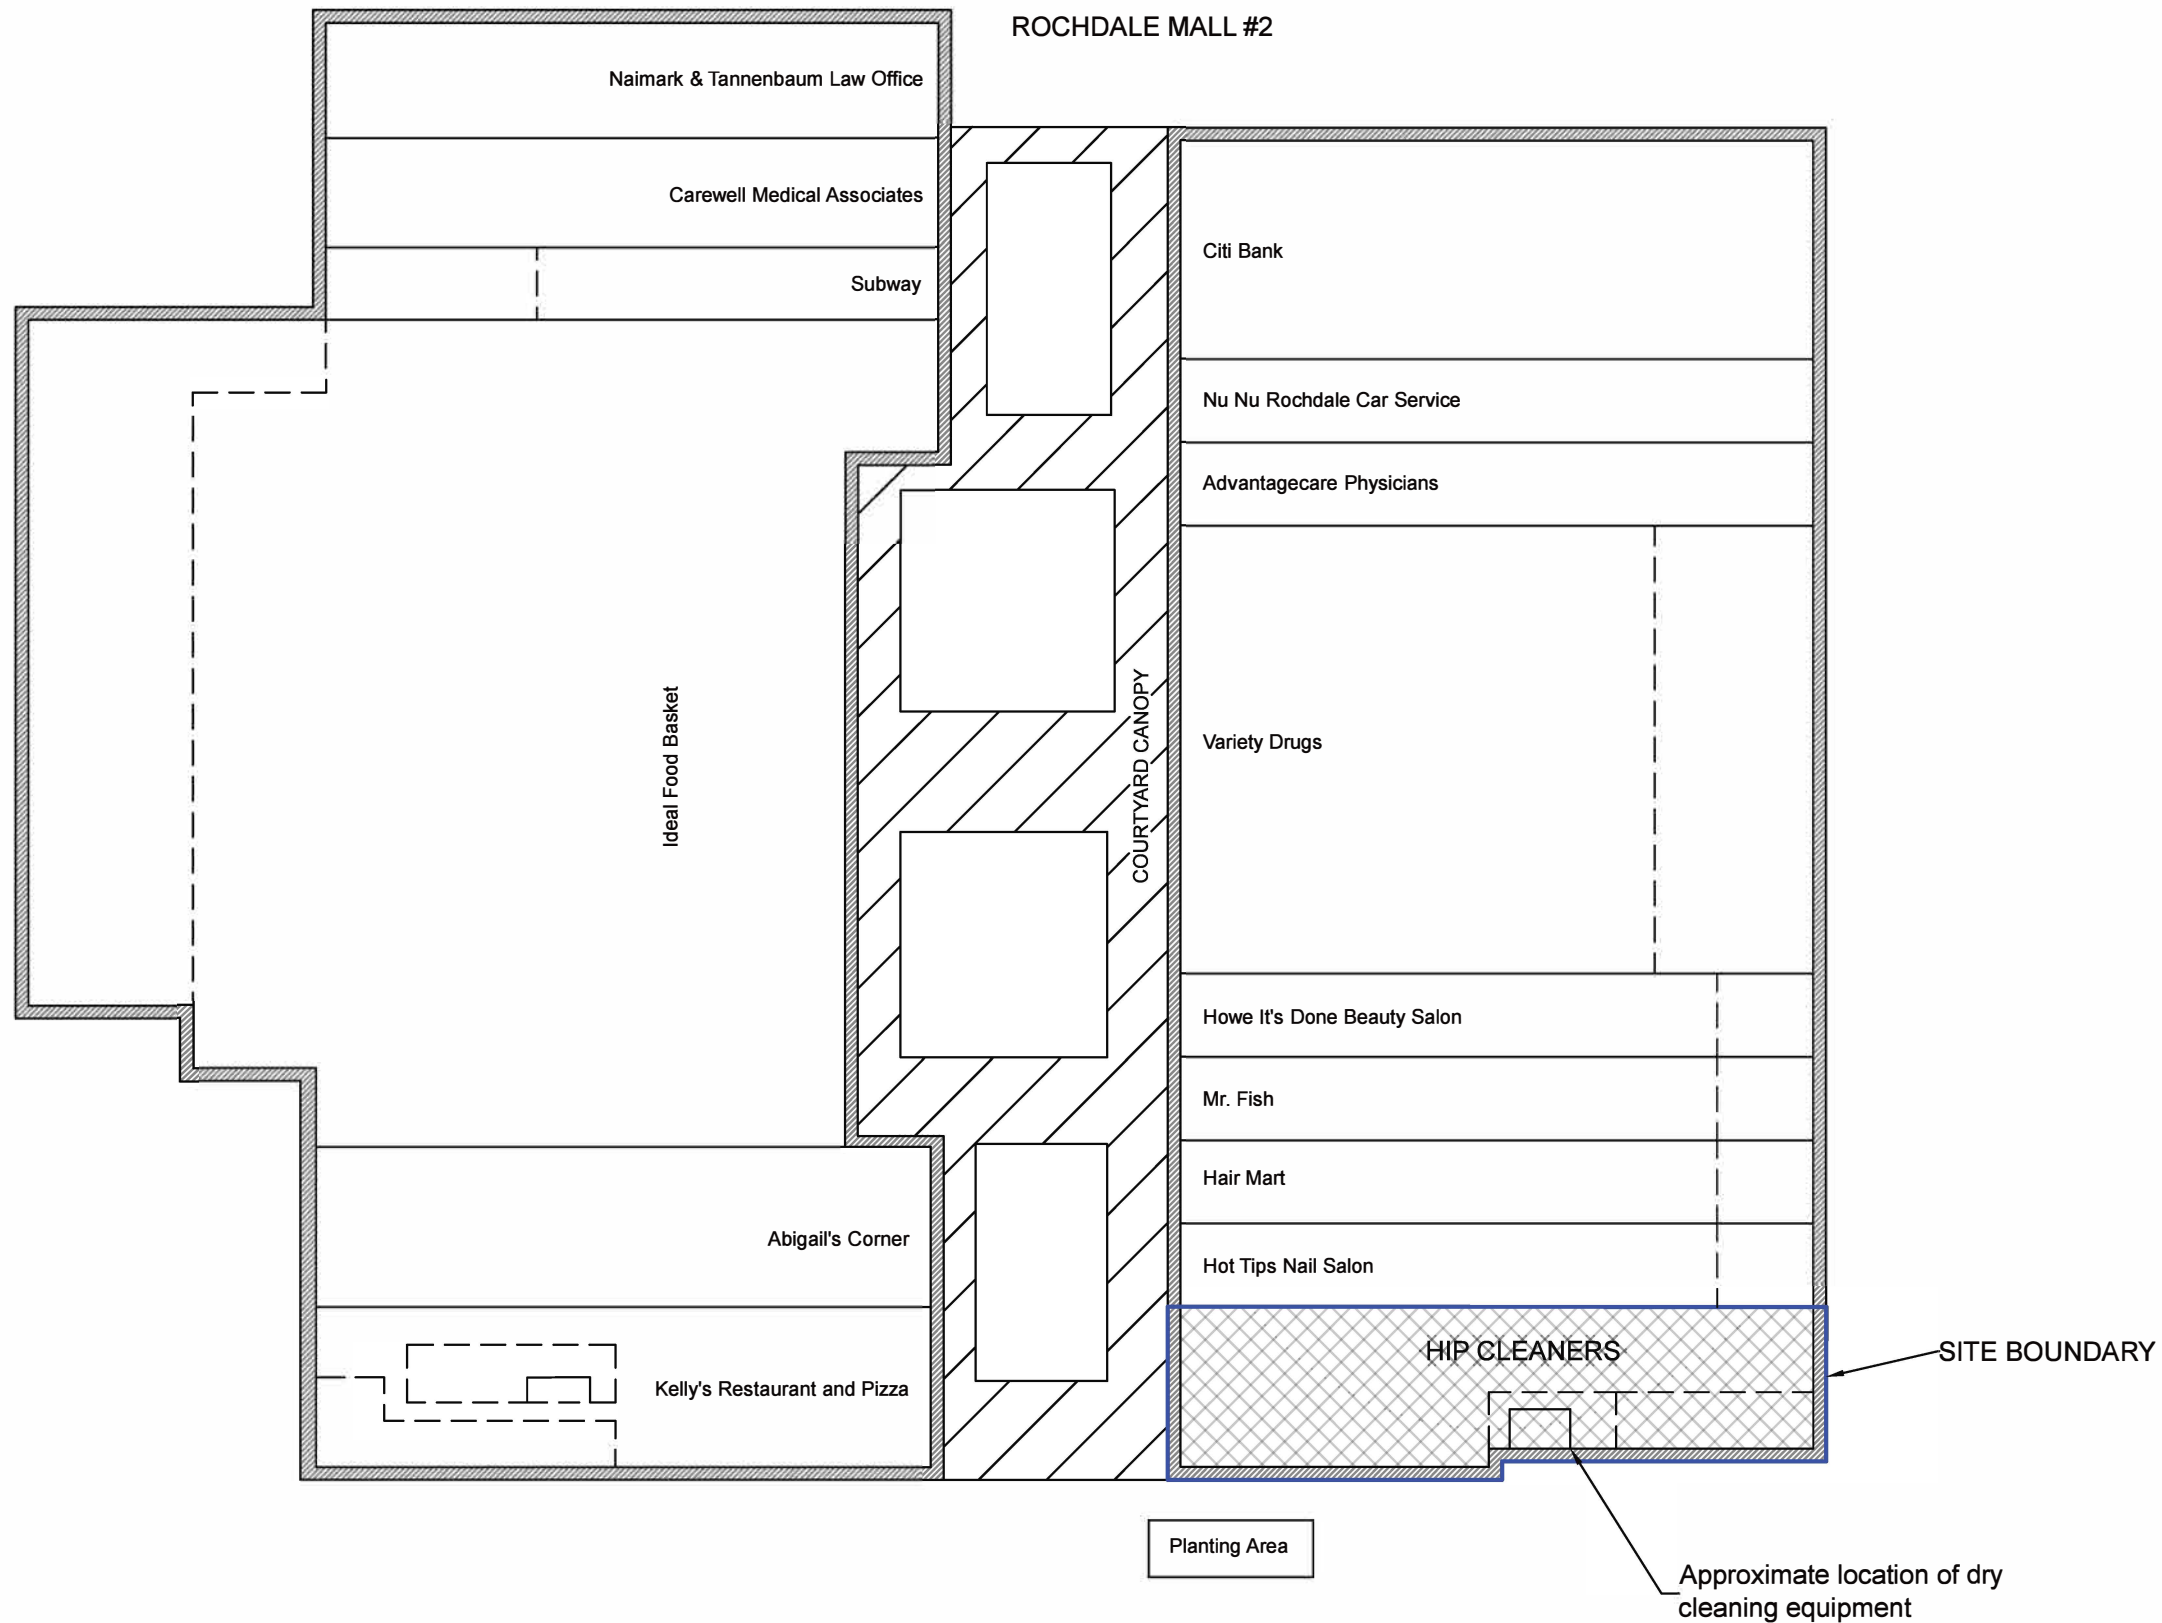 ROCHDALE MALL #2
Naimark & Tannenbaum Law Office
Carewell Medical Associates
Subway
Ideal Food Basket
Abigail's Corner
Kelly's Restaurant and Pizza
COURTYARD CANOPY
Citi Bank
Nu Nu Rochdale Car Service
Advantagecare Physicians
Variety Drugs
Howe It's Done Beauty Salon
Mr. Fish
Hair Mart
Hot Tips Nail Salon
HIP CLEANERS
SITE BOUNDARY
Planting Area
Approximate location of dry
cleaning equipment